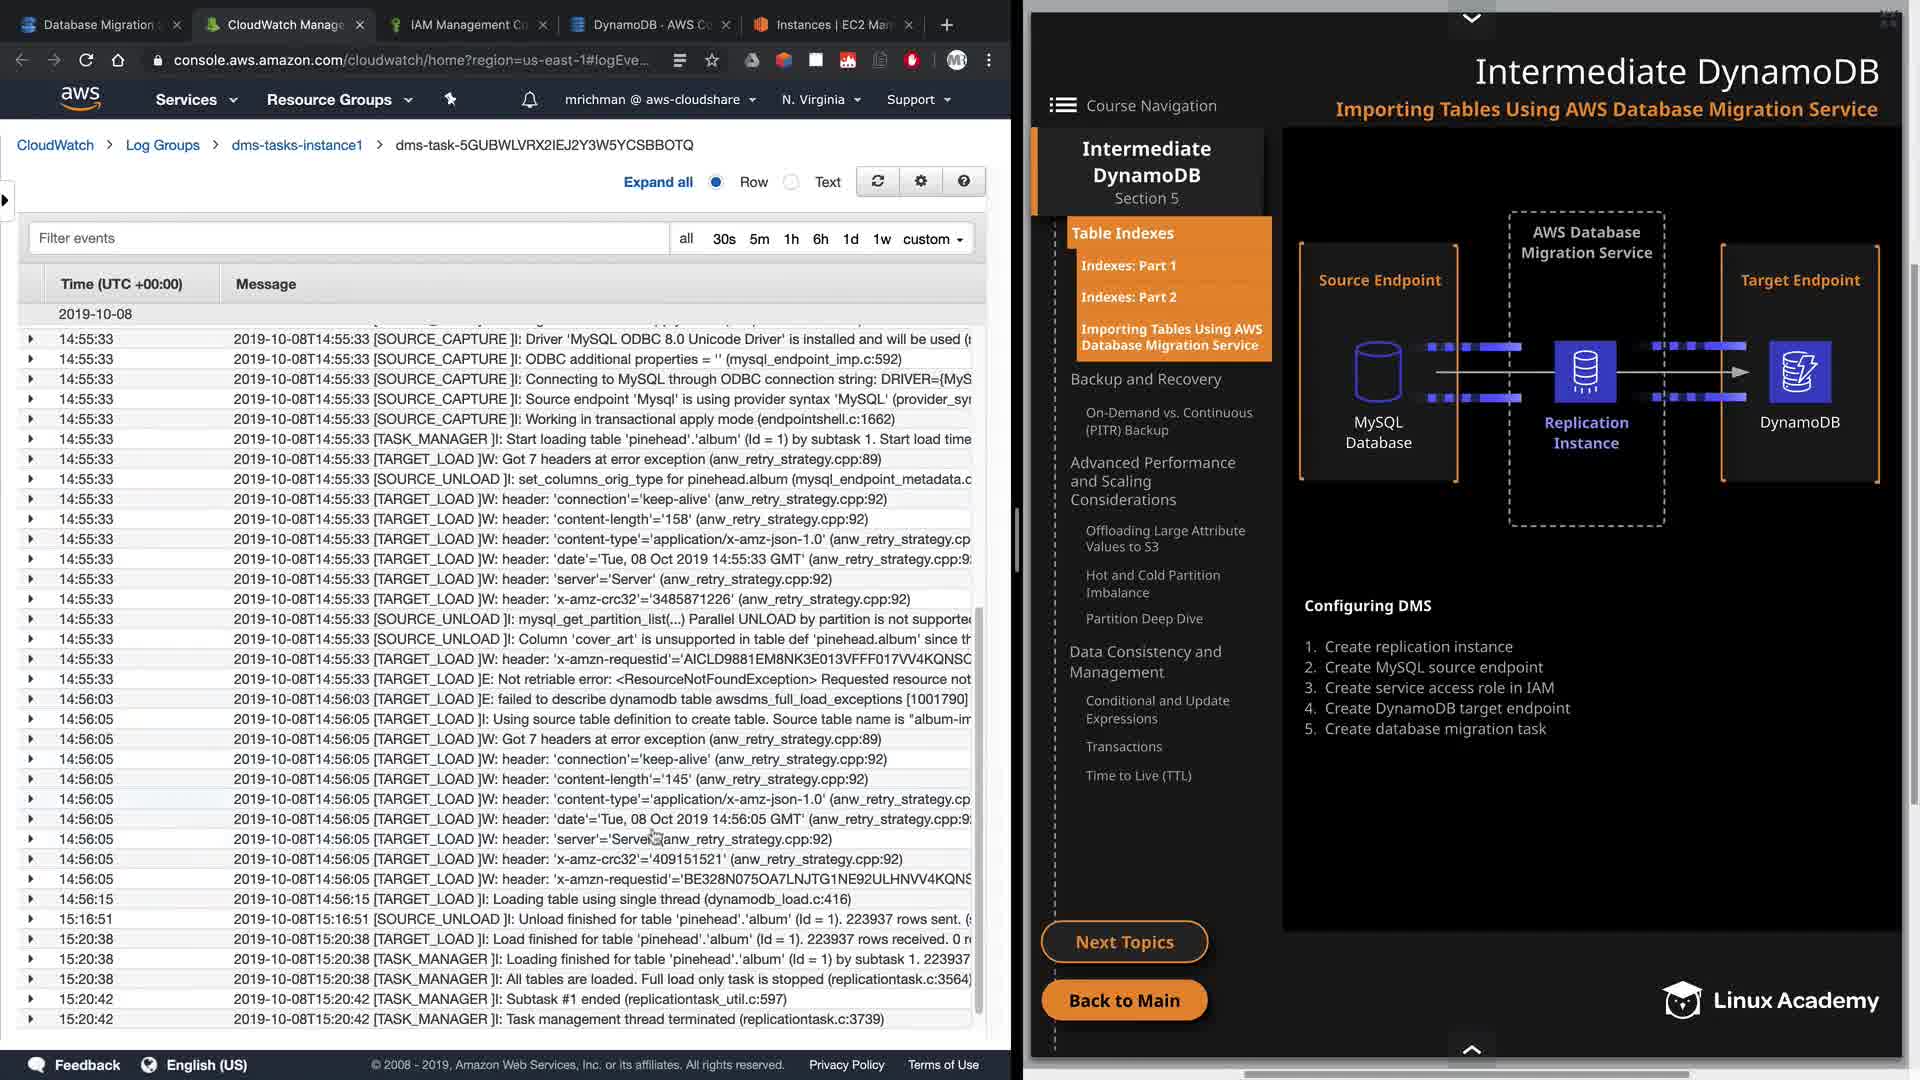 Database Migration
CloudWatch Manage
IAM Management Co
DynamoDB - AWS Co
Instances | EC2 Man
console.aws.amazon.com/cloudwatch/home?region=us-east-1#logEve...
aws
Services
Resource Groups
mrichman @ aws-cloudshare
N. Virginia
Support
CloudWatch > Log Groups > dms-tasks-instance1 > dms-task-5GUBWLVRX2IEJ2Y3W5YCSBBOTQ
Expand all
Row
Text
Filter events
all 30s 5m 1h 6h 1d 1w custom
Time (UTC +00:00) Message
2019-10-08
14:55:33 2019-10-08T14:55:33 [SOURCE_CAPTURE ]I: Driver 'MySQL ODBC 8.0 Unicode Driver' is installed and will be used (
14:55:33 2019-10-08T14:55:33 [SOURCE_CAPTURE ]I: ODBC additional properties = '' (mysql_endpoint_imp.c:592)
14:55:33 2019-10-08T14:55:33 [SOURCE_CAPTURE ]I: Connecting to MySQL through ODBC connection string: DRIVER={MyS
14:55:33 2019-10-08T14:55:33 [SOURCE_CAPTURE ]I: Source endpoint 'Mysql' is using provider syntax 'MySQL' (provider_syr
14:55:33 2019-10-08T14:55:33 [SOURCE_CAPTURE ]I: Working in transactional apply mode (endpointshell.c:1662)
14:55:33 2019-10-08T14:55:33 [TASK_MANAGER ]I: Start loading table 'pinehead'.'album' (Id = 1) by subtask 1. Start load time
14:55:33 2019-10-08T14:55:33 [TARGET_LOAD ]W: Got 7 headers at error exception (anw_retry_strategy.cpp:89)
14:55:33 2019-10-08T14:55:33 [SOURCE_UNLOAD ]I: set_columns_orig_type for pinehead.album (mysql_endpoint_metadata.c
14:55:33 2019-10-08T14:55:33 [TARGET_LOAD ]W: header: 'connection'='keep-alive' (anw_retry_strategy.cpp:92)
14:55:33 2019-10-08T14:55:33 [TARGET_LOAD ]W: header: 'content-length'='158' (anw_retry_strategy.cpp:92)
14:55:33 2019-10-08T14:55:33 [TARGET_LOAD ]W: header: 'content-type'='application/x-amz-json-1.0' (anw_retry_strategy.cp
14:55:33 2019-10-08T14:55:33 [TARGET_LOAD ]W: header: 'date'='Tue, 08 Oct 2019 14:55:33 GMT' (anw_retry_strategy.cpp:9
14:55:33 2019-10-08T14:55:33 [TARGET_LOAD ]W: header: 'server'='Server' (anw_retry_strategy.cpp:92)
14:55:33 2019-10-08T14:55:33 [TARGET_LOAD ]W: header: 'x-amz-crc32'='3485871226' (anw_retry_strategy.cpp:92)
14:55:33 2019-10-08T14:55:33 [SOURCE_UNLOAD ]I: mysql_get_partition_list(...) Parallel UNLOAD by partition is not supporte
14:55:33 2019-10-08T14:55:33 [SOURCE_UNLOAD ]I: Column 'cover_art' is unsupported in table def 'pinehead.album' since th
14:55:33 2019-10-08T14:55:33 [TARGET_LOAD ]W: header: 'x-amzn-requestid'='AICLD9881EM8NK3E013VFFF017VV4KQNSO
14:55:33 2019-10-08T14:55:33 [TARGET_LOAD ]E: Not retriable error: <ResourceNotFoundException> Requested resource not
14:56:03 2019-10-08T14:56:03 [TARGET_LOAD ]E: failed to describe dynamodb table awsdms_full_load_exceptions [1001790]
14:56:05 2019-10-08T14:56:05 [TARGET_LOAD ]I: Using source table definition to create table. Source table name is "album-im
14:56:05 2019-10-08T14:56:05 [TARGET_LOAD ]W: Got 7 headers at error exception (anw_retry_strategy.cpp:89)
14:56:05 2019-10-08T14:56:05 [TARGET_LOAD ]W: header: 'connection'='keep-alive' (anw_retry_strategy.cpp:92)
14:56:05 2019-10-08T14:56:05 [TARGET_LOAD ]W: header: 'content-length'='145' (anw_retry_strategy.cpp:92)
14:56:05 2019-10-08T14:56:05 [TARGET_LOAD ]W: header: 'content-type'='application/x-amz-json-1.0' (anw_retry_strategy.cp
14:56:05 2019-10-08T14:56:05 [TARGET_LOAD ]W: header: 'date'='Tue, 08 Oct 2019 14:56:05 GMT' (anw_retry_strategy.cpp:9
14:56:05 2019-10-08T14:56:05 [TARGET_LOAD ]W: header: 'server'='Server' (anw_retry_strategy.cpp:92)
14:56:05 2019-10-08T14:56:05 [TARGET_LOAD ]W: header: 'x-amz-crc32'='409151521' (anw_retry_strategy.cpp:92)
14:56:05 2019-10-08T14:56:05 [TARGET_LOAD ]W: header: 'x-amzn-requestid'='BE328N075OA7LNJTG1NE92ULHNVV4KQNS
14:56:15 2019-10-08T14:56:15 [TARGET_LOAD ]I: Loading table using single thread (dynamodb_load.c:416)
15:16:51 2019-10-08T15:16:51 [SOURCE_UNLOAD ]I: Unload finished for table 'pinehead'.'album' (Id = 1). 223937 rows sent. (
15:20:38 2019-10-08T15:20:38 [TARGET_LOAD ]I: Load finished for table 'pinehead'.'album' (Id = 1). 223937 rows received. 0 r
15:20:38 2019-10-08T15:20:38 [TASK_MANAGER ]I: Loading finished for table 'pinehead'.'album' (Id = 1) by subtask 1. 223937
15:20:38 2019-10-08T15:20:38 [TASK_MANAGER ]I: All tables are loaded. Full load only task is stopped (replicationtask.c:3564)
15:20:42 2019-10-08T15:20:42 [TASK_MANAGER ]I: Subtask #1 ended (replicationtask_util.c:597)
15:20:42 2019-10-08T15:20:42 [TASK_MANAGER ]I: Task management thread terminated (replicationtask.c:3739)
Feedback
English (US)
© 2008 - 2019, Amazon Web Services, Inc. or its affiliates. All rights reserved.
Privacy Policy
Terms of Use
Intermediate DynamoDB
Importing Tables Using AWS Database Migration Service
Course Navigation
Intermediate
DynamoDB
Section 5
Table Indexes
Indexes: Part 1
Indexes: Part 2
Importing Tables Using AWS
Database Migration Service
Backup and Recovery
On-Demand vs. Continuous
(PITR) Backup
Advanced Performance
and Scaling
Considerations
Offloading Large Attribute
Values to S3
Hot and Cold Partition
Imbalance
Partition Deep Dive
Data Consistency and
Management
Conditional and Update
Expressions
Transactions
Time to Live (TTL)
Next Topics
Back to Main
Source Endpoint
MySQL
Database
AWS Database
Migration Service
Replication
Instance
Target Endpoint
DynamoDB
Configuring DMS
1. Create replication instance
2. Create MySQL source endpoint
3. Create service access role in IAM
4. Create DynamoDB target endpoint
5. Create database migration task
Linux Academy